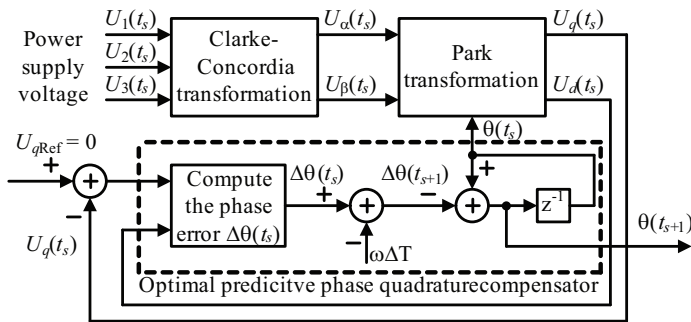 Power
supply
voltage
U1(ts)
U2(ts)
U3(ts)
Clarke-
Concordia
transformation
Uα(ts)
Uβ(ts)
Park
transformation
Uq(ts)
Ud(ts)
θ(ts)
UqRef = 0
+
+
−
Uq(ts)
Compute
the phase
error Δθ(ts)
Δθ(ts)
+
+
−
ωΔT
Δθ(ts+1)
−
+
+
z-1
θ(ts+1)
Optimal predicitve phase quadraturecompensator